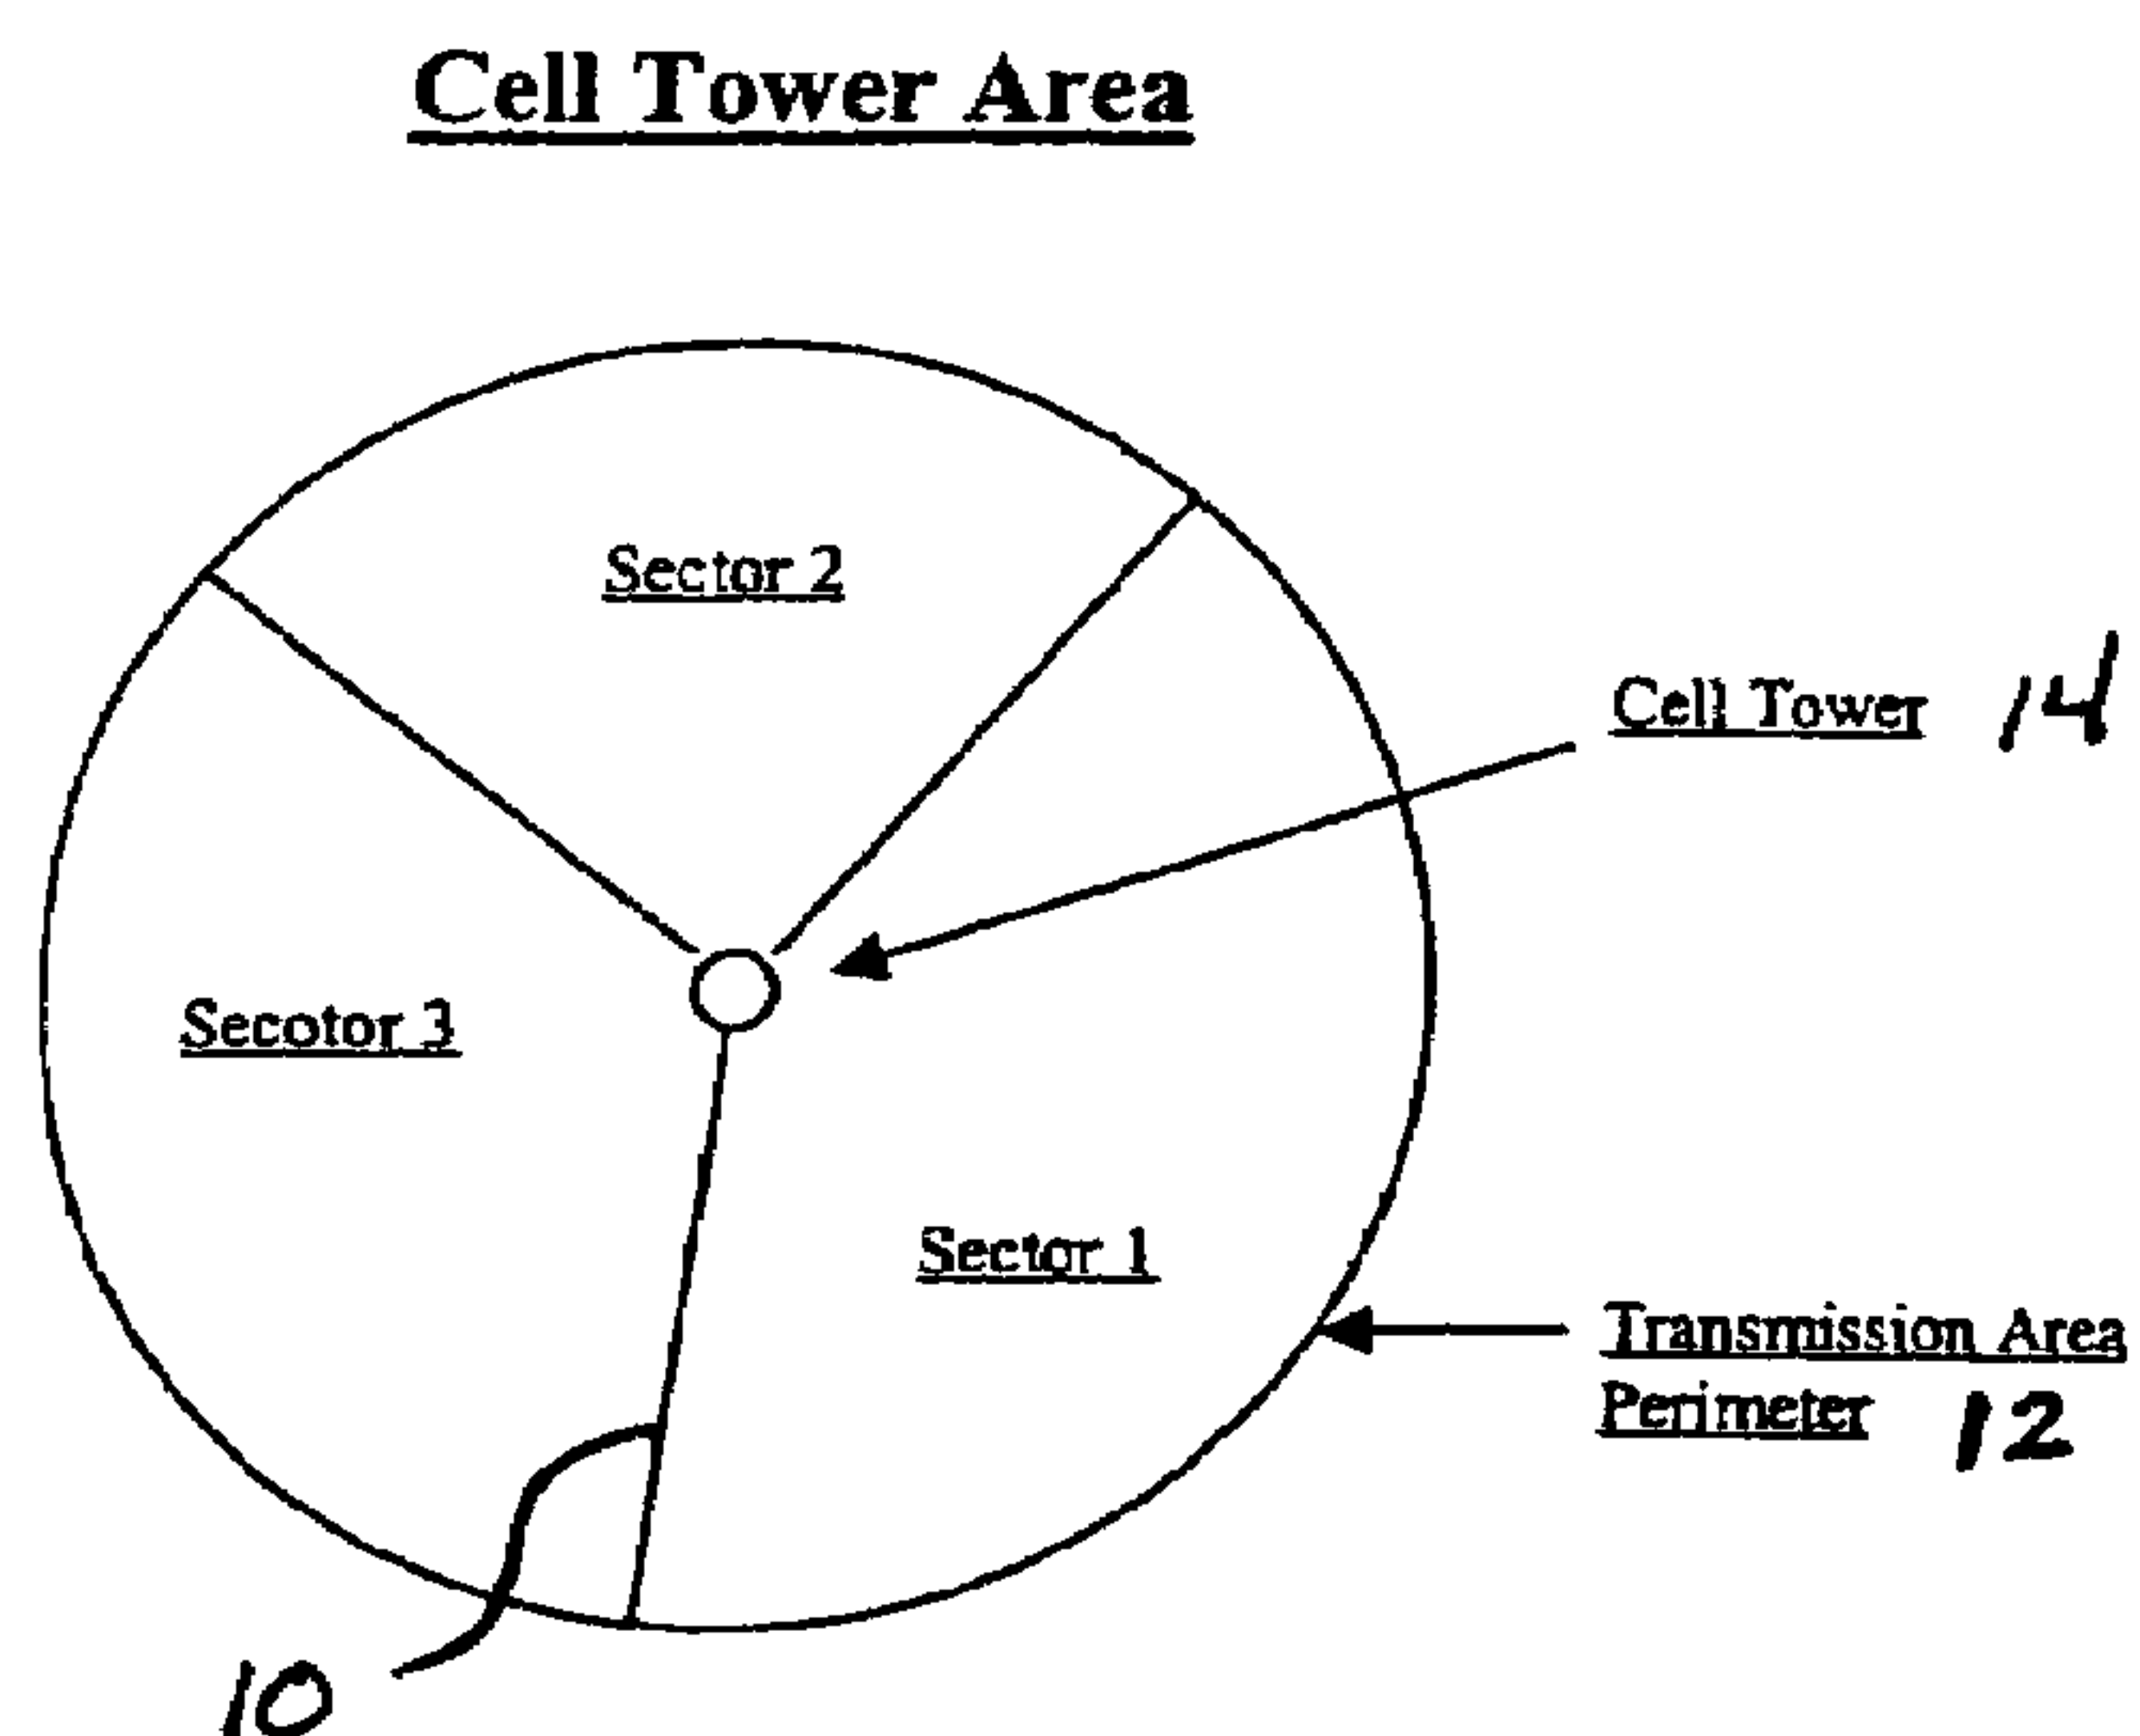 Cell Tower Area
Sector 2
Cell Tower 14
Secotor 3
Sector 1
Transmission Area
Perimeter 12
10